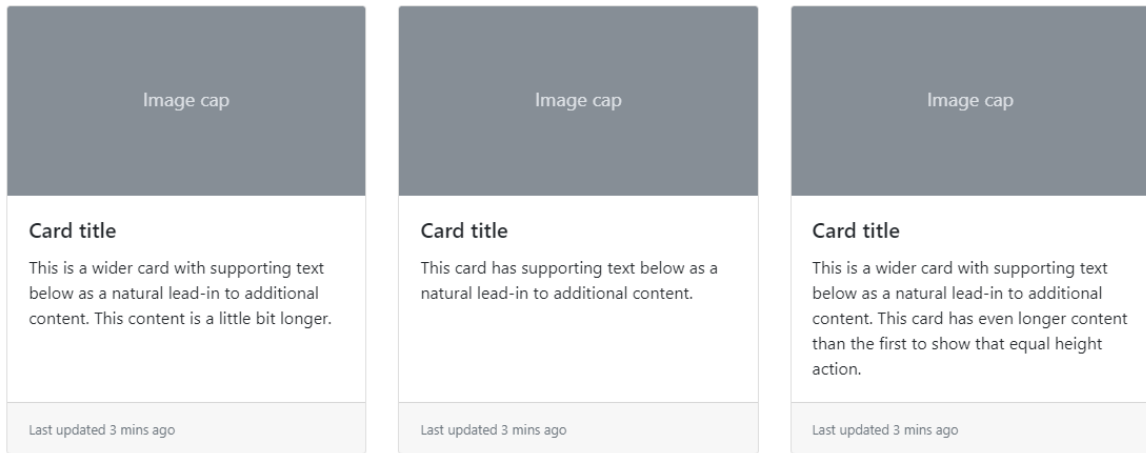 Image cap
Card title
This is a wider card with supporting text
below as a natural lead-in to additional
content. This content is a little bit longer.
Last updated 3 mins ago
Image cap
Card title
This card has supporting text below as a
natural lead-in to additional content.
Last updated 3 mins ago
Image cap
Card title
This is a wider card with supporting text
below as a natural lead-in to additional
content. This card has even longer content
than the first to show that equal height
action.
Last updated 3 mins ago